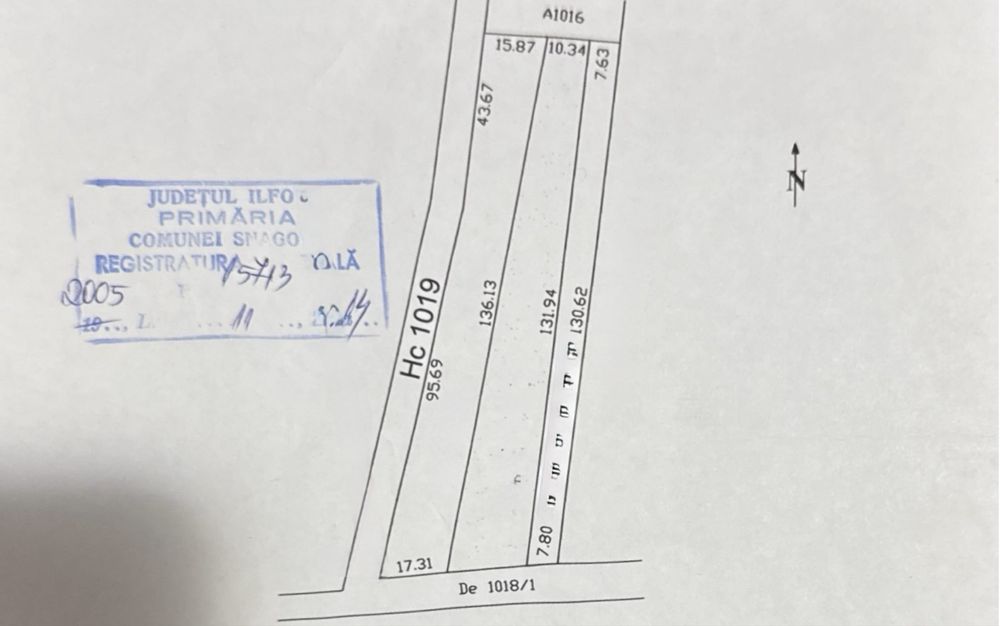 A1016
15.87 10.34 7.63
43.67
JUDEȚUL ILFO
PRIMĂRIA
COMUNEI SNAGO
REGISTRATURA
2005
19..., L ... 11 ...,
Hc 1019
95.69
136.13
131.94
130.62
N
17.31
7.80
De 1018/1